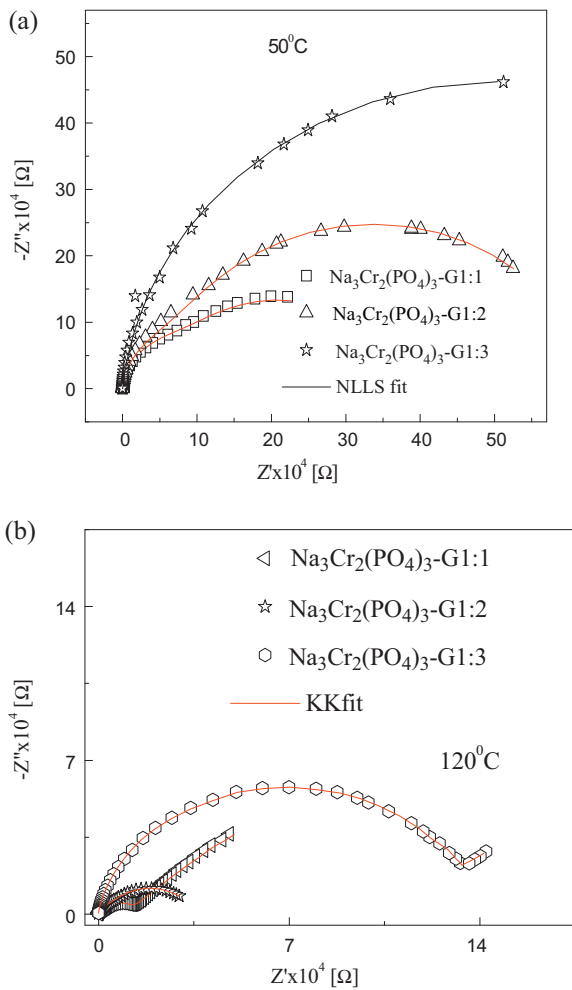 (a)
50⁰C
50
40
30
20
10
0
-Z''x10⁴ [Ω]
Na₃Cr₂(PO₄)₃-G1:1
Na₃Cr₂(PO₄)₃-G1:2
Na₃Cr₂(PO₄)₃-G1:3
NLLS fit
0 10 20 30 40 50
Z'x10⁴ [Ω]
(b)
Na₃Cr₂(PO₄)₃-G1:1
Na₃Cr₂(PO₄)₃-G1:2
Na₃Cr₂(PO₄)₃-G1:3
KKfit
120⁰C
14
7
0
-Z''x10⁴ [Ω]
0 7 14
Z'x10⁴ [Ω]